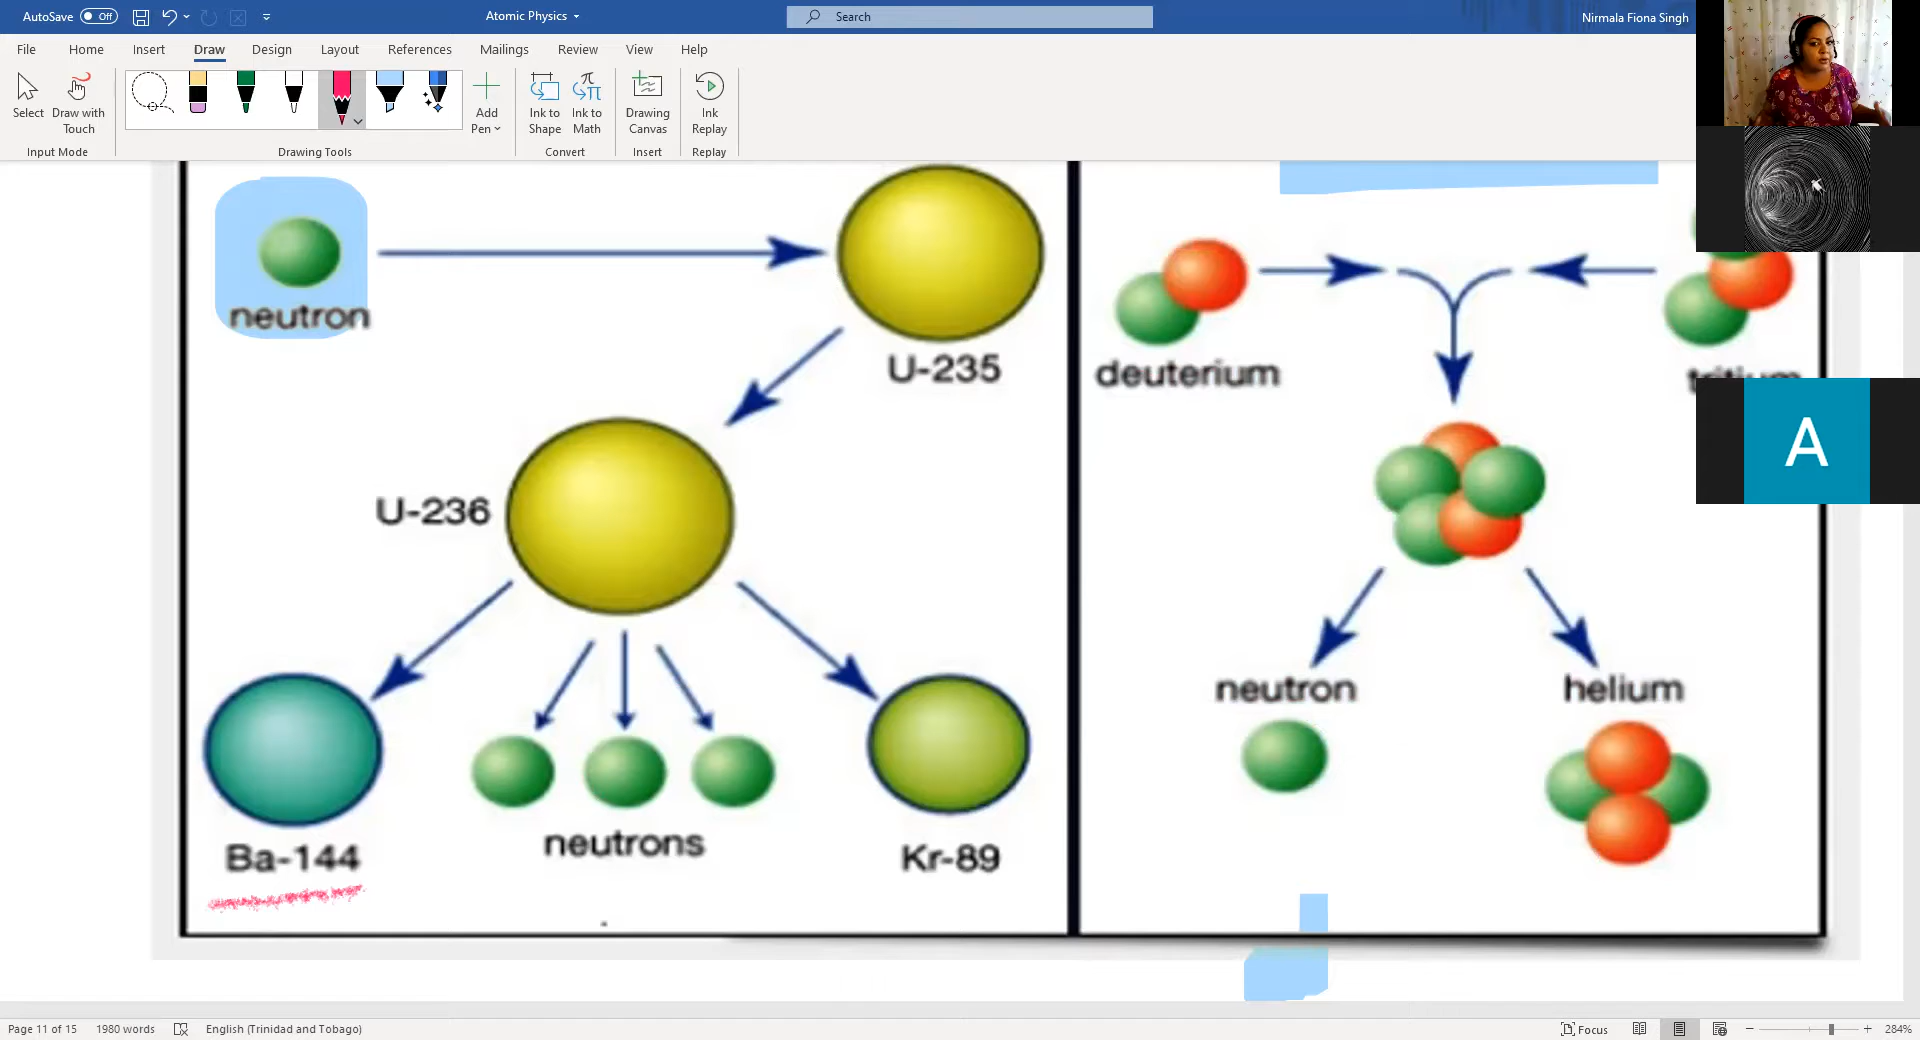 AutoSave Off
Atomic Physics
Search
Nirmala Fiona Singh
File Home Insert Draw Design Layout References Mailings Review View Help
Select
Draw with Touch
Add Pen
Ink to Shape
Ink to Math
Drawing Canvas
Ink Replay
Input Mode
Drawing Tools
Convert
Insert
Replay
neutron
U-235
U-236
Ba-144
neutrons
Kr-89
deuterium
tritium
neutron
helium
A
Page 11 of 15 1980 words English (Trinidad and Tobago)
Focus
284%